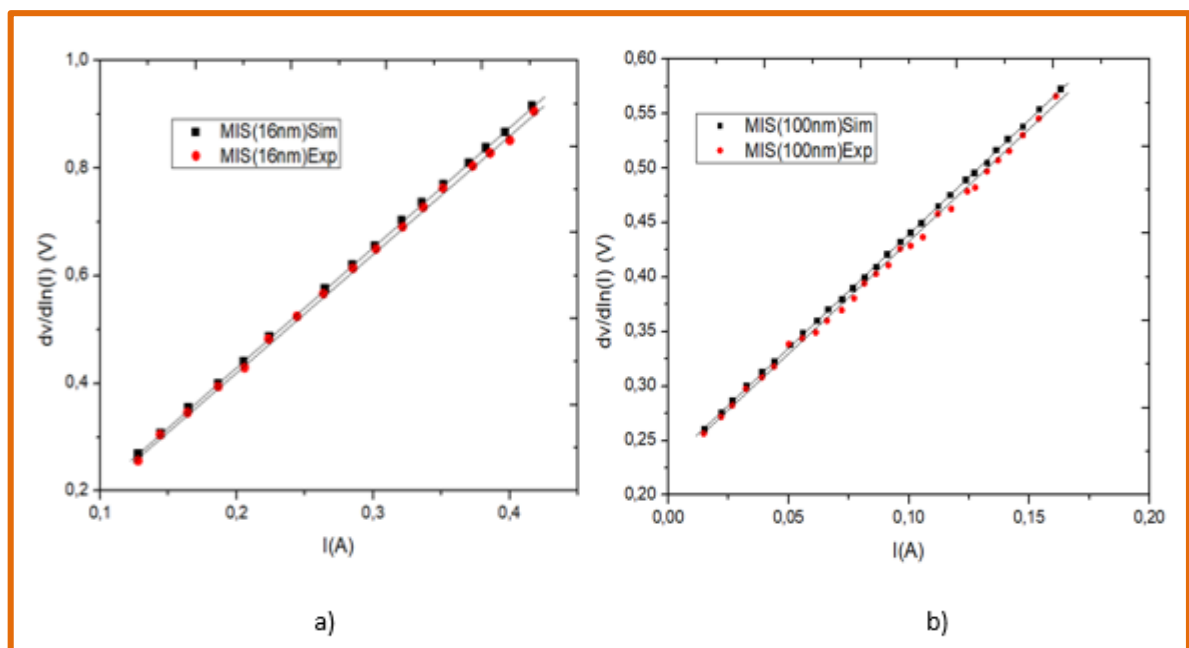 1,0
0,8
0,6
0,4
0,2
dv/dln(I) (V)
MIS(16nm)Sim
MIS(16nm)Exp
0,1
0,2
0,3
0,4
I(A)
a)
0,60
0,55
0,50
0,45
0,40
0,35
0,30
0,25
0,20
dv/dln(I) (V)
MIS(100nm)Sim
MIS(100nm)Exp
0,00
0,05
0,10
0,15
0,20
I(A)
b)